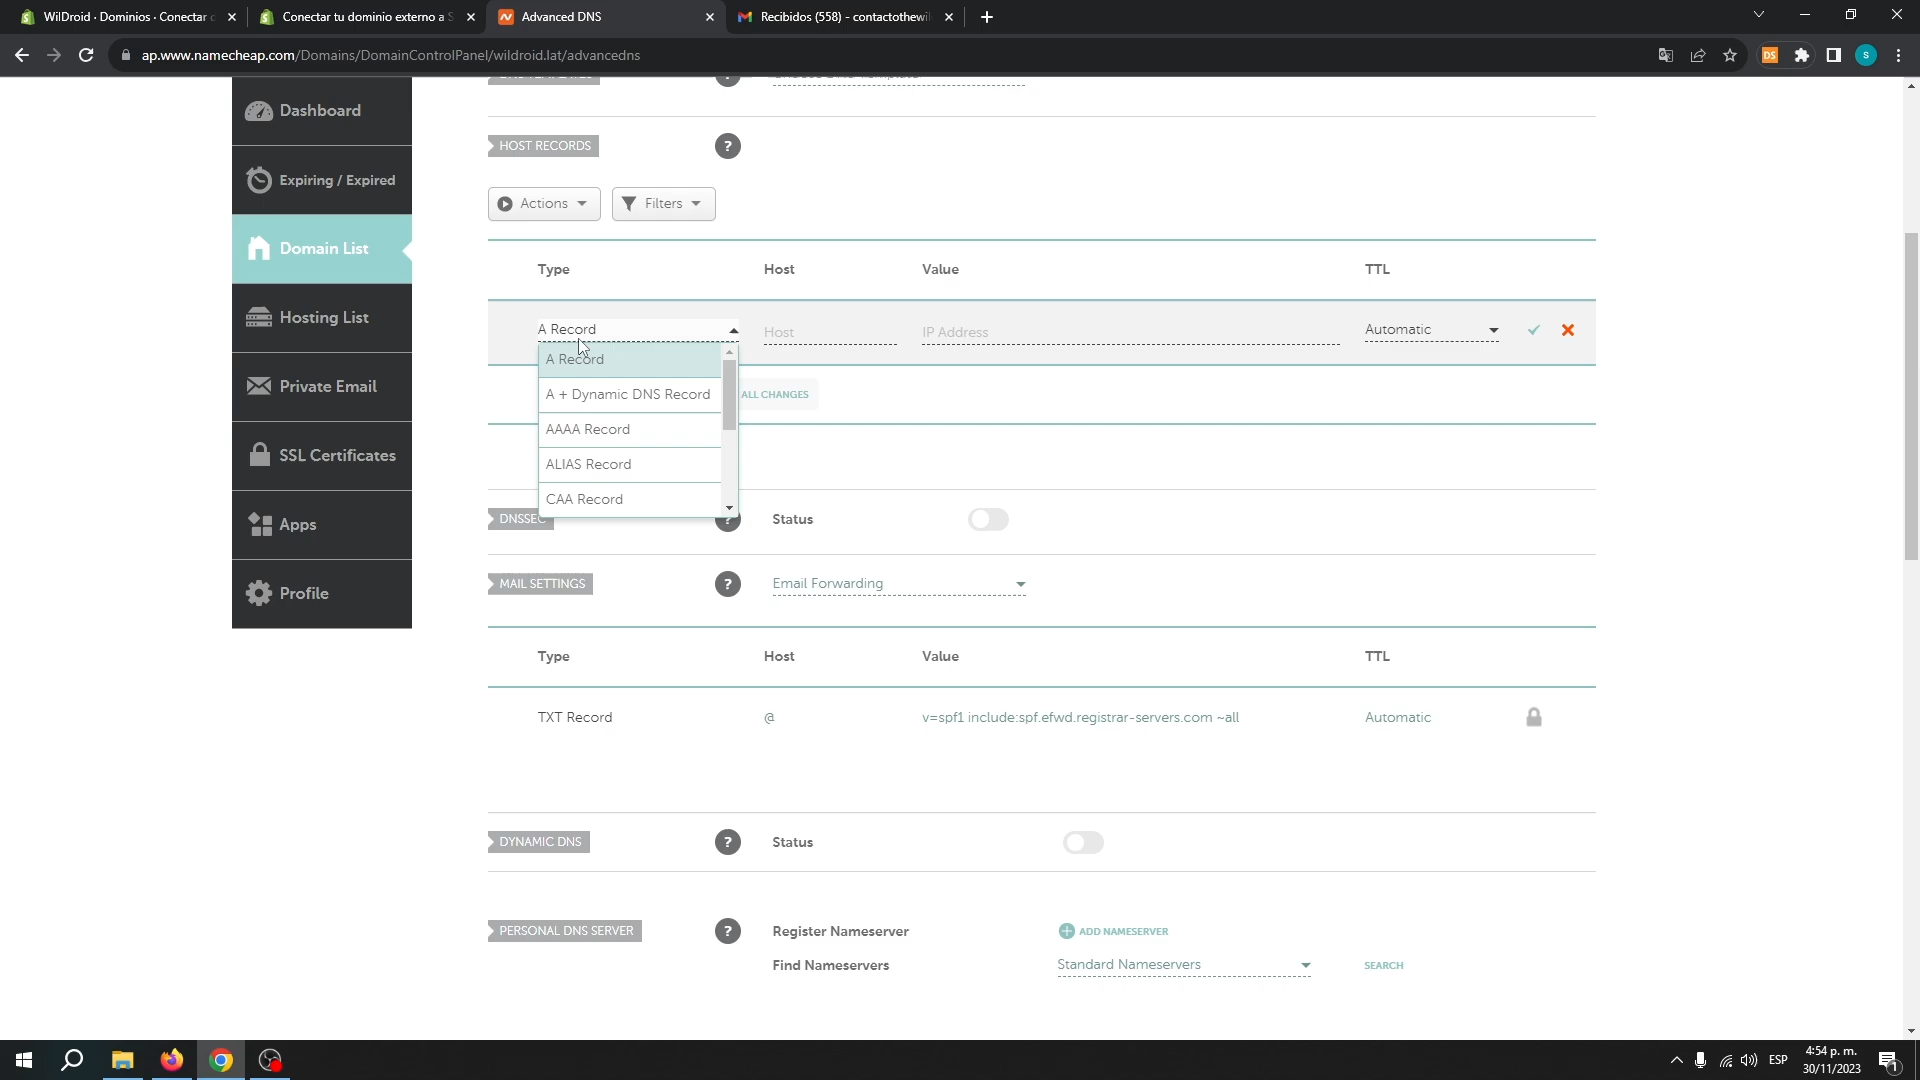 WilDroid · Dominios · Conectar
Conectar tu dominio externo a S
Advanced DNS
Recibidos (558) - contactothewil
ap.www.namecheap.com/Domains/DomainControlPanel/wildroid.lat/advancedns
DS
S
Dashboard
Expiring / Expired
Domain List
Hosting List
Private Email
SSL Certificates
Apps
Profile
?
HOST RECORDS
?
Actions
Filters
Type
Host
Value
TTL
A Record
Host
IP Address
Automatic
A Record
A + Dynamic DNS Record
AAAA Record
ALIAS Record
CAA Record
ALL CHANGES
DNSSEC
?
Status
MAIL SETTINGS
?
Email Forwarding
Type
Host
Value
TTL
TXT Record
@
v=spf1 include:spf.efwd.registrar-servers.com ~all
Automatic
DYNAMIC DNS
?
Status
PERSONAL DNS SERVER
?
Register Nameserver
ADD NAMESERVER
Find Nameservers
Standard Nameservers
SEARCH
ESP
4:54 p. m.
30/11/2023
1